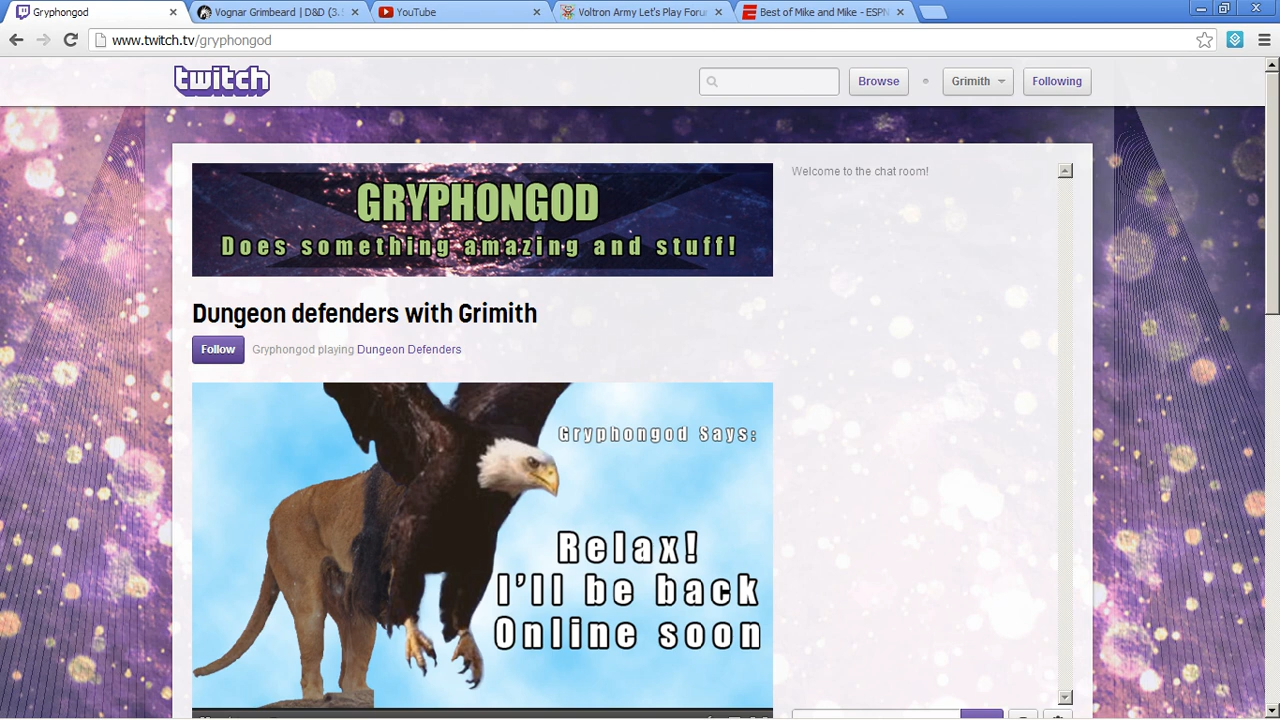 Gryphongod
Vognar Grimbeard | D&D (3.
YouTube
Voltron Army Let's Play Foru
Best of Mike and Mike - ESPN
www.twitch.tv/gryphongod
twitch
Browse
Grimith
Following
GRYPHONGOD
Does something amazing and stuff!
Welcome to the chat room!
Dungeon defenders with Grimith
Follow
Gryphongod playing Dungeon Defenders
Gryphongod Says:
Relax!
I'll be back
Online soon